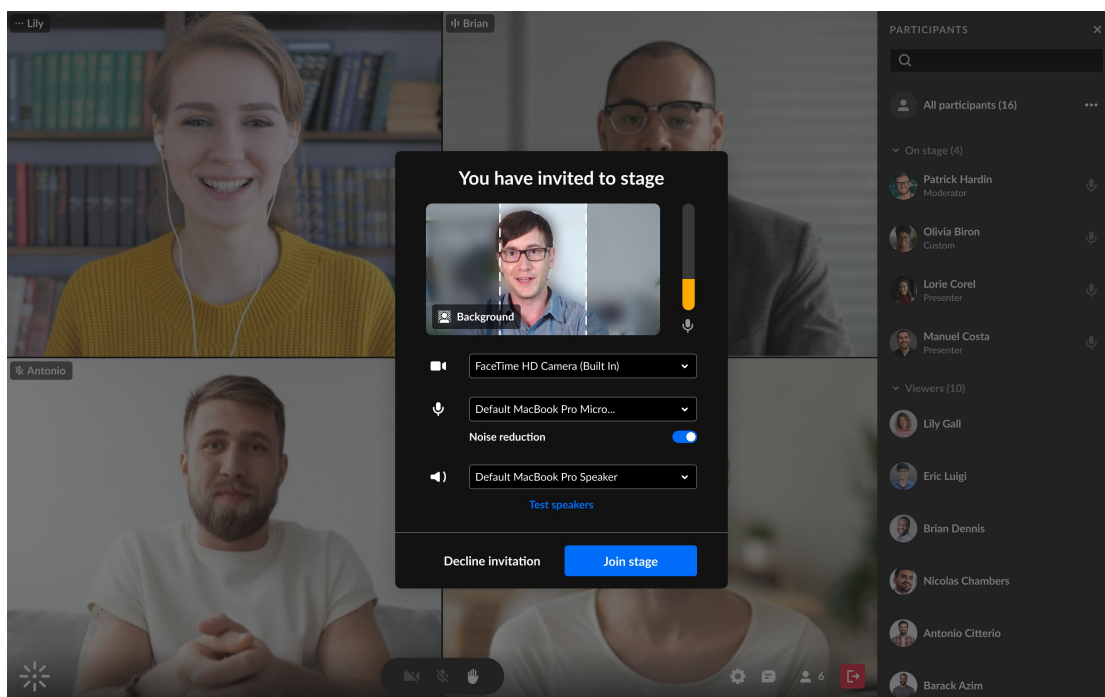 Lily
Brian
Antonio
You have invited to stage
Background
FaceTime HD Camera (Built In)
Default MacBook Pro Micro...
Noise reduction
Default MacBook Pro Speaker
Test speakers
Decline invitation
Join stage
6
PARTICIPANTS
All participants (16)
On stage (4)
Patrick Hardin
Moderator
Olivia Biron
Custom
Lorie Corel
Presenter
Manuel Costa
Presenter
Viewers (10)
Lily Gall
Eric Luigi
Brian Dennis
Nicolas Chambers
Antonio Citterio
Barack Azim